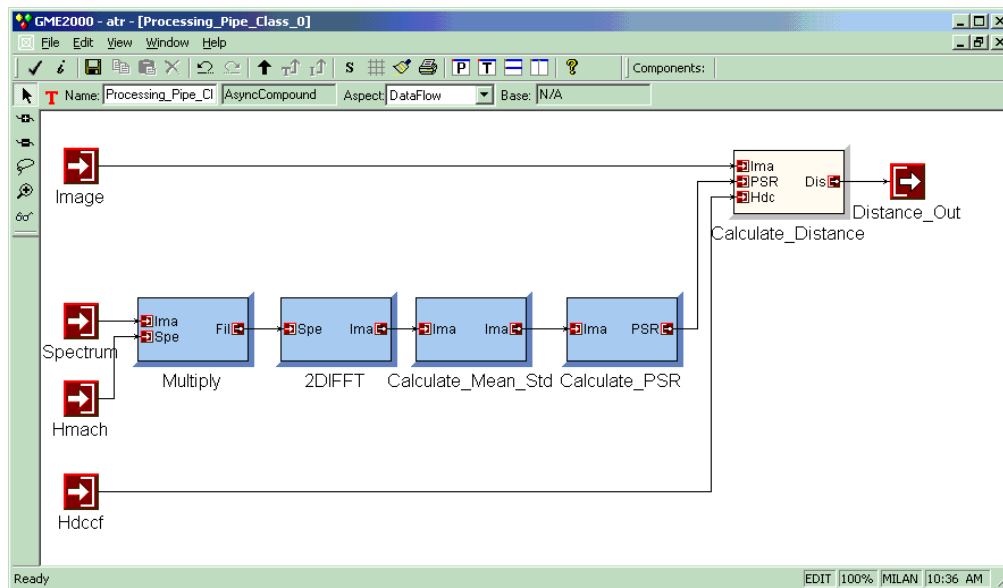 GME2000 - atr - [Processing_Pipe_Class_0]
File Edit View Window Help
i S P T ? Components:
T Name: Processing_Pipe_Cl AsyncCompound Aspect: DataFlow Base: N/A
Image
Ima
PSR Dis
Hdc
Distance_Out
Calculate_Distance
Spectrum
Ima Fil
Spe
Spe Ima
Ima Ima
Ima PSR
Multiply 2DIFFT Calculate_Mean_Std Calculate_PSR
Hmach
Hdccf
Ready EDIT 100% MILAN 10:36 AM